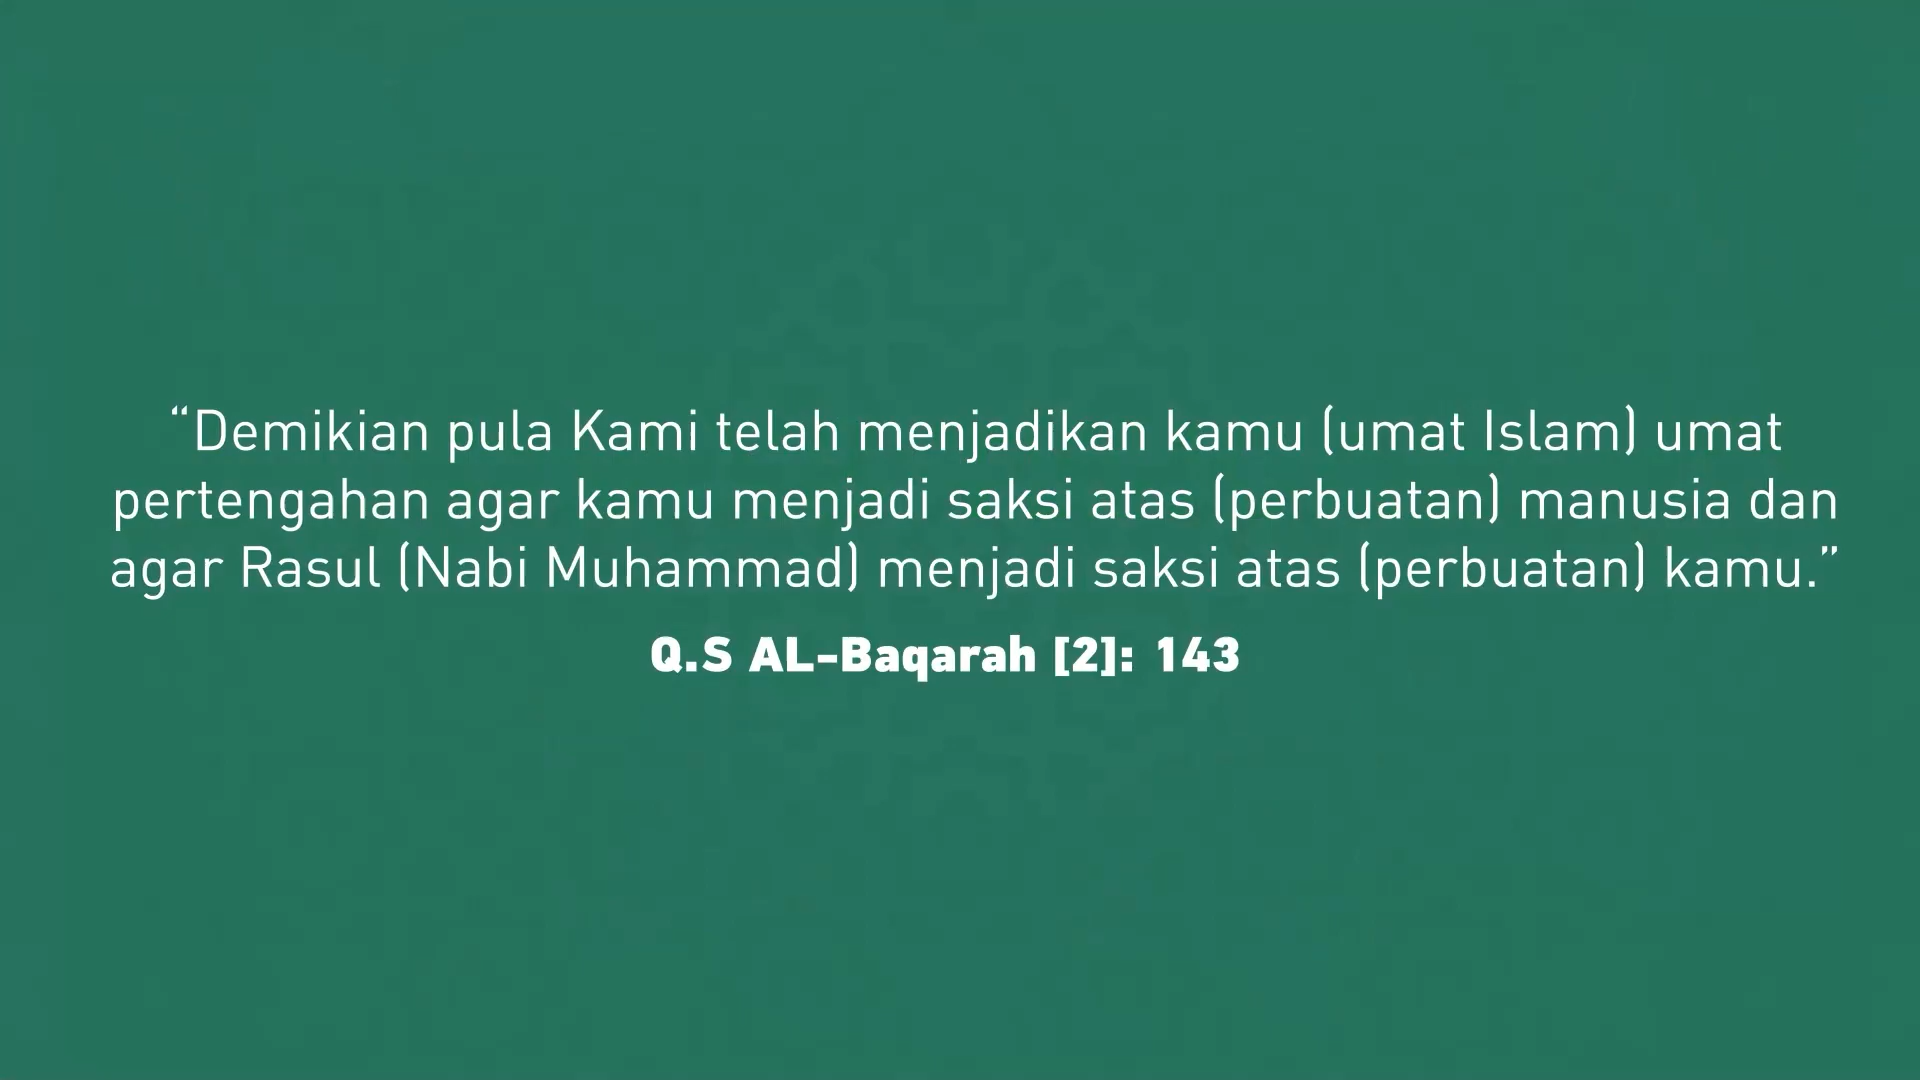 “Demikian pula Kami telah menjadikan kamu (umat Islam) umat
pertengahan agar kamu menjadi saksi atas (perbuatan) manusia dan
agar Rasul (Nabi Muhammad) menjadi saksi atas (perbuatan) kamu.”
Q.S AL-Baqarah [2]: 143